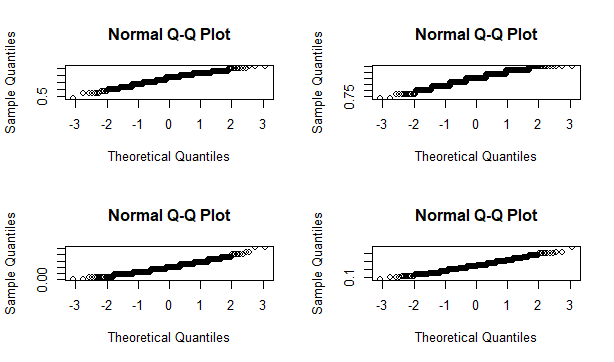 Normal Q-Q Plot
Sample Quantiles
0.5
-3 -2 -1 0 1 2 3
Theoretical Quantiles
Normal Q-Q Plot
Sample Quantiles
0.75
-3 -2 -1 0 1 2 3
Theoretical Quantiles
Normal Q-Q Plot
Sample Quantiles
0.00
-3 -2 -1 0 1 2 3
Theoretical Quantiles
Normal Q-Q Plot
Sample Quantiles
0.1
-3 -2 -1 0 1 2 3
Theoretical Quantiles